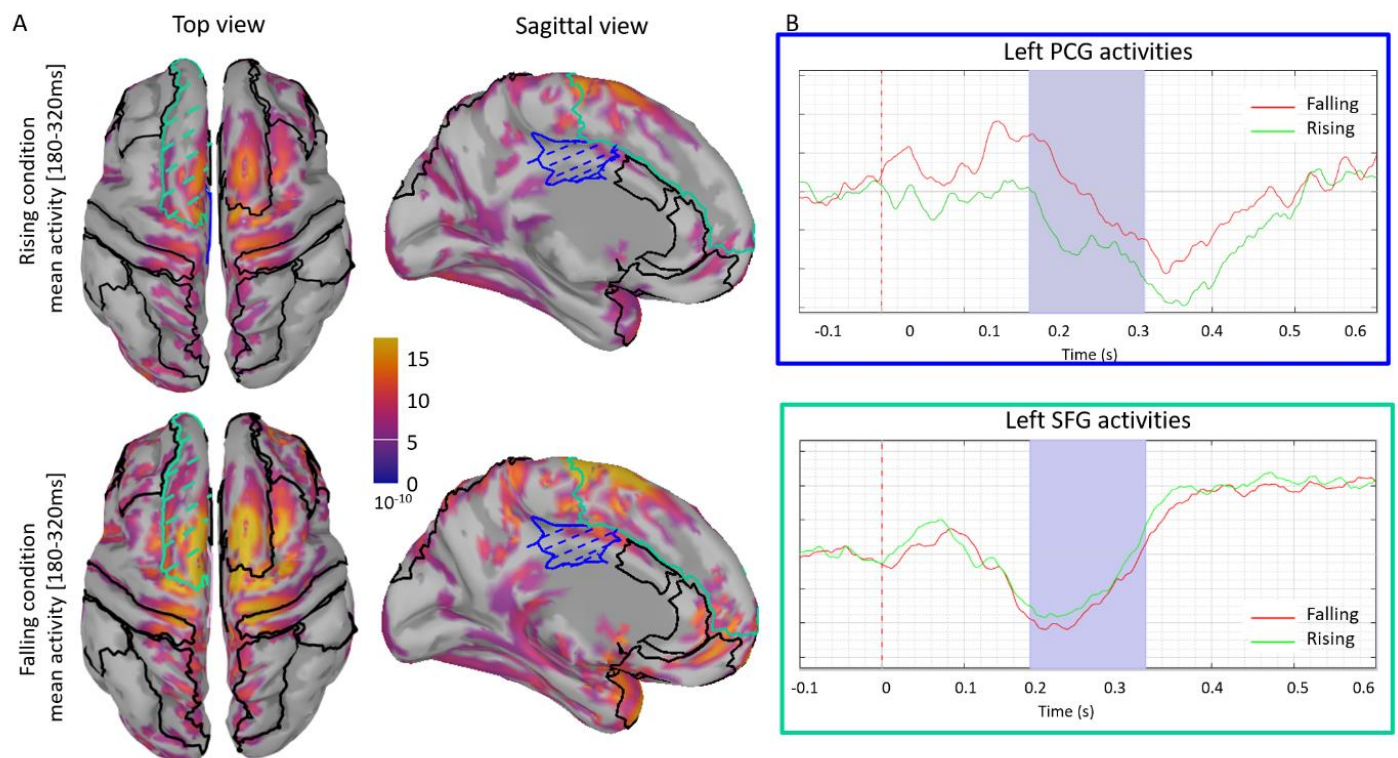 A
Top view
Sagittal view
Rising condition
mean activity [180-320ms]
Falling condition
mean activity [180-320ms]
15
10
5
0
10⁻¹⁰
B
Left PCG activities
Falling
Rising
-0.1
0
0.1
0.2
0.3
0.4
0.5
0.6
Time (s)
Left SFG activities
Falling
Rising
-0.1
0
0.1
0.2
0.3
0.4
0.5
0.6
Time (s)